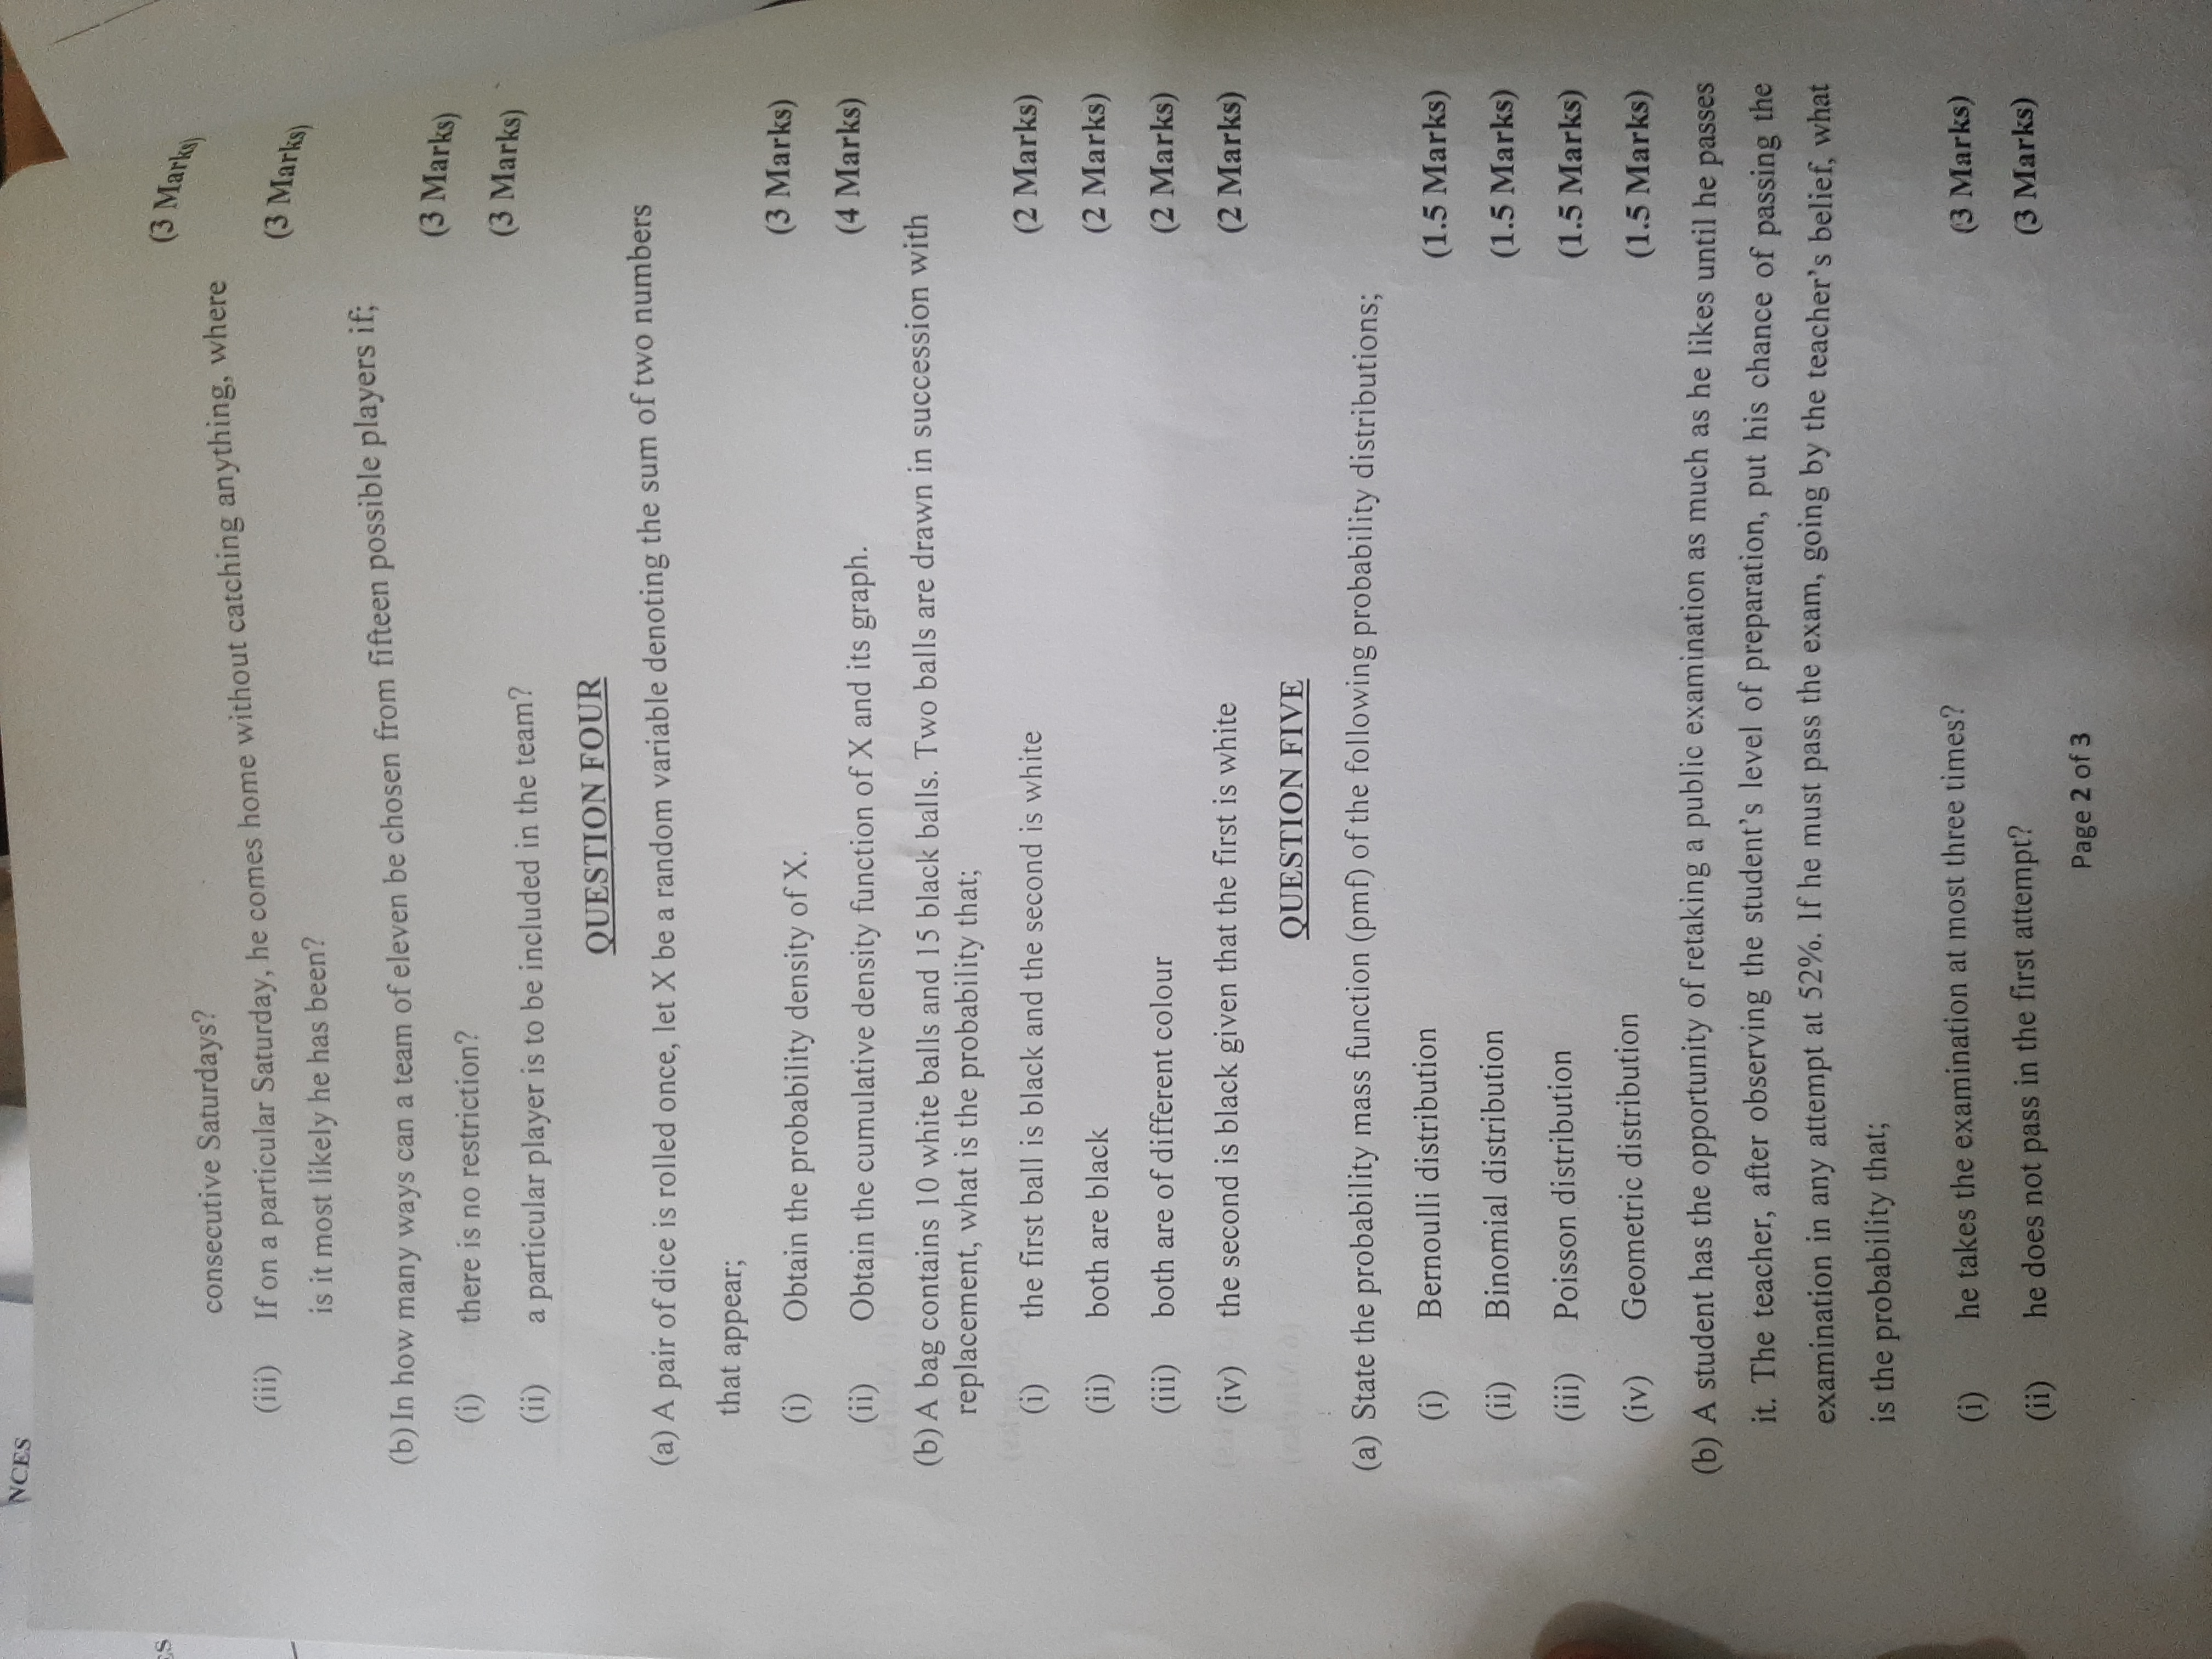 NCES
ES
(3 Marks)
consecutive Saturdays?
(iii) If on a particular Saturday, he comes home without catching anything, where
(3 Marks)
is it most likely he has been?
(b) In how many ways can a team of eleven be chosen from fifteen possible players if;
(3 Marks)
(i) there is no restriction?
(3 Marks)
(ii) a particular player is to be included in the team?
QUESTION FOUR
(a) A pair of dice is rolled once, let X be a random variable denoting the sum of two numbers
that appear;
(i) Obtain the probability density of X. (3 Marks)
(ii) Obtain the cumulative density function of X and its graph. (4 Marks)
(b) A bag contains 10 white balls and 15 black balls. Two balls are drawn in succession with
replacement, what is the probability that;
(i) the first ball is black and the second is white (2 Marks)
(ii) both are black (2 Marks)
(iii) both are of different colour (2 Marks)
(iv) the second is black given that the first is white (2 Marks)
QUESTION FIVE
(a) State the probability mass function (pmf) of the following probability distributions;
(i) Bernoulli distribution (1.5 Marks)
(ii) Binomial distribution (1.5 Marks)
(iii) Poisson distribution (1.5 Marks)
(iv) Geometric distribution (1.5 Marks)
(b) A student has the opportunity of retaking a public examination as much as he likes until he passes
it. The teacher, after observing the student's level of preparation, put his chance of passing the
examination in any attempt at 52%. If he must pass the exam, going by the teacher's belief, what
is the probability that;
(i) he takes the examination at most three times? (3 Marks)
(ii) he does not pass in the first attempt? (3 Marks)
Page 2 of 3